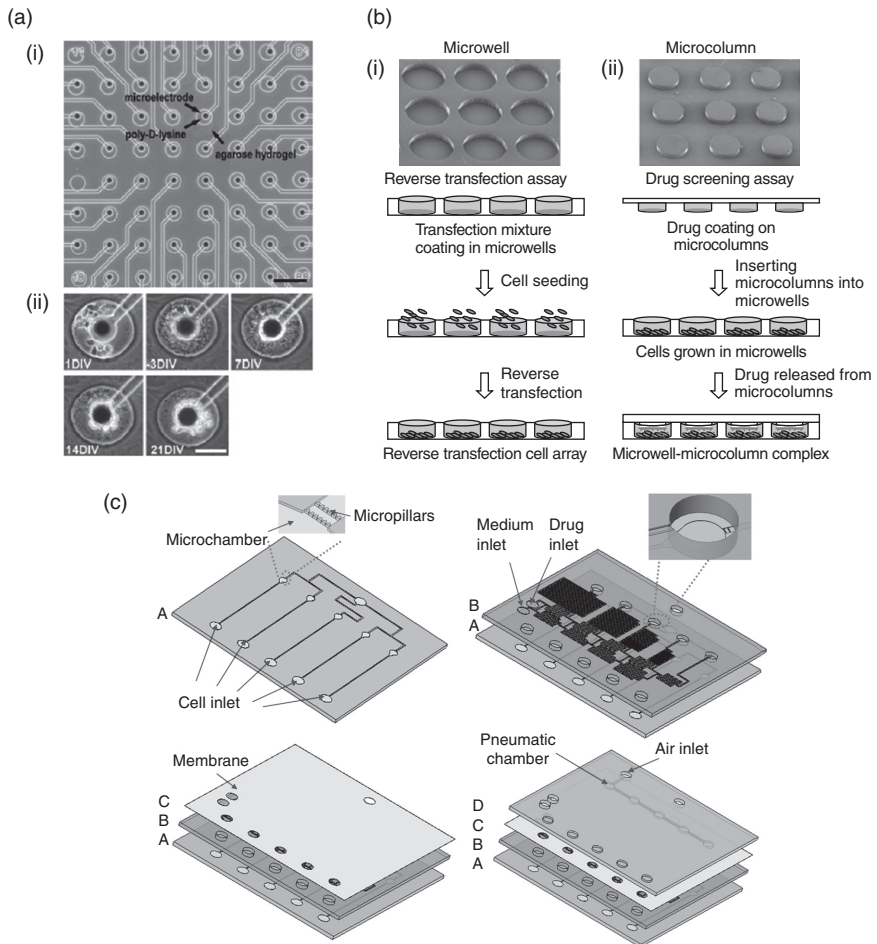 (a)
(i)
microelectrode
poly-D-lysine
agarose hydrogel
(ii)
1DIV
-3DIV
7DIV
14DIV
21DIV
(b)
Microwell
(i)
Reverse transfection assay
Transfection mixture
coating in microwells
Cell seeding
Reverse
transfection
Reverse transfection cell array
Microcolumn
(ii)
Drug screening assay
Drug coating on
microcolumns
Inserting
microcolumns into
microwells
Cells grown in microwells
Drug released from
microcolumns
Microwell-microcolumn complex
(c)
Micropillars
Microchamber
A
Cell inlet
Medium
inlet
Drug
inlet
B
A
Membrane
C
B
A
Pneumatic
chamber
Air inlet
D
C
B
A